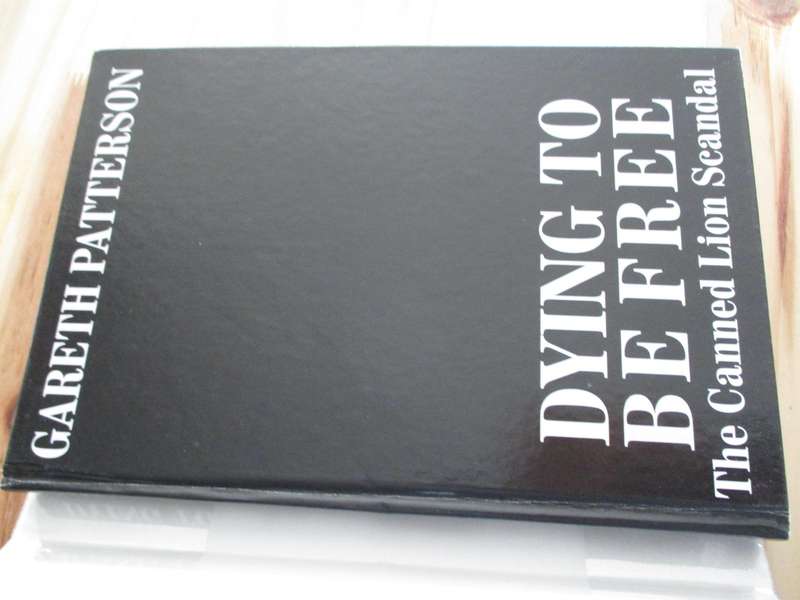 GARETH PATTERSON
DYING TO
BE FREE
The Canned Lion Scandal